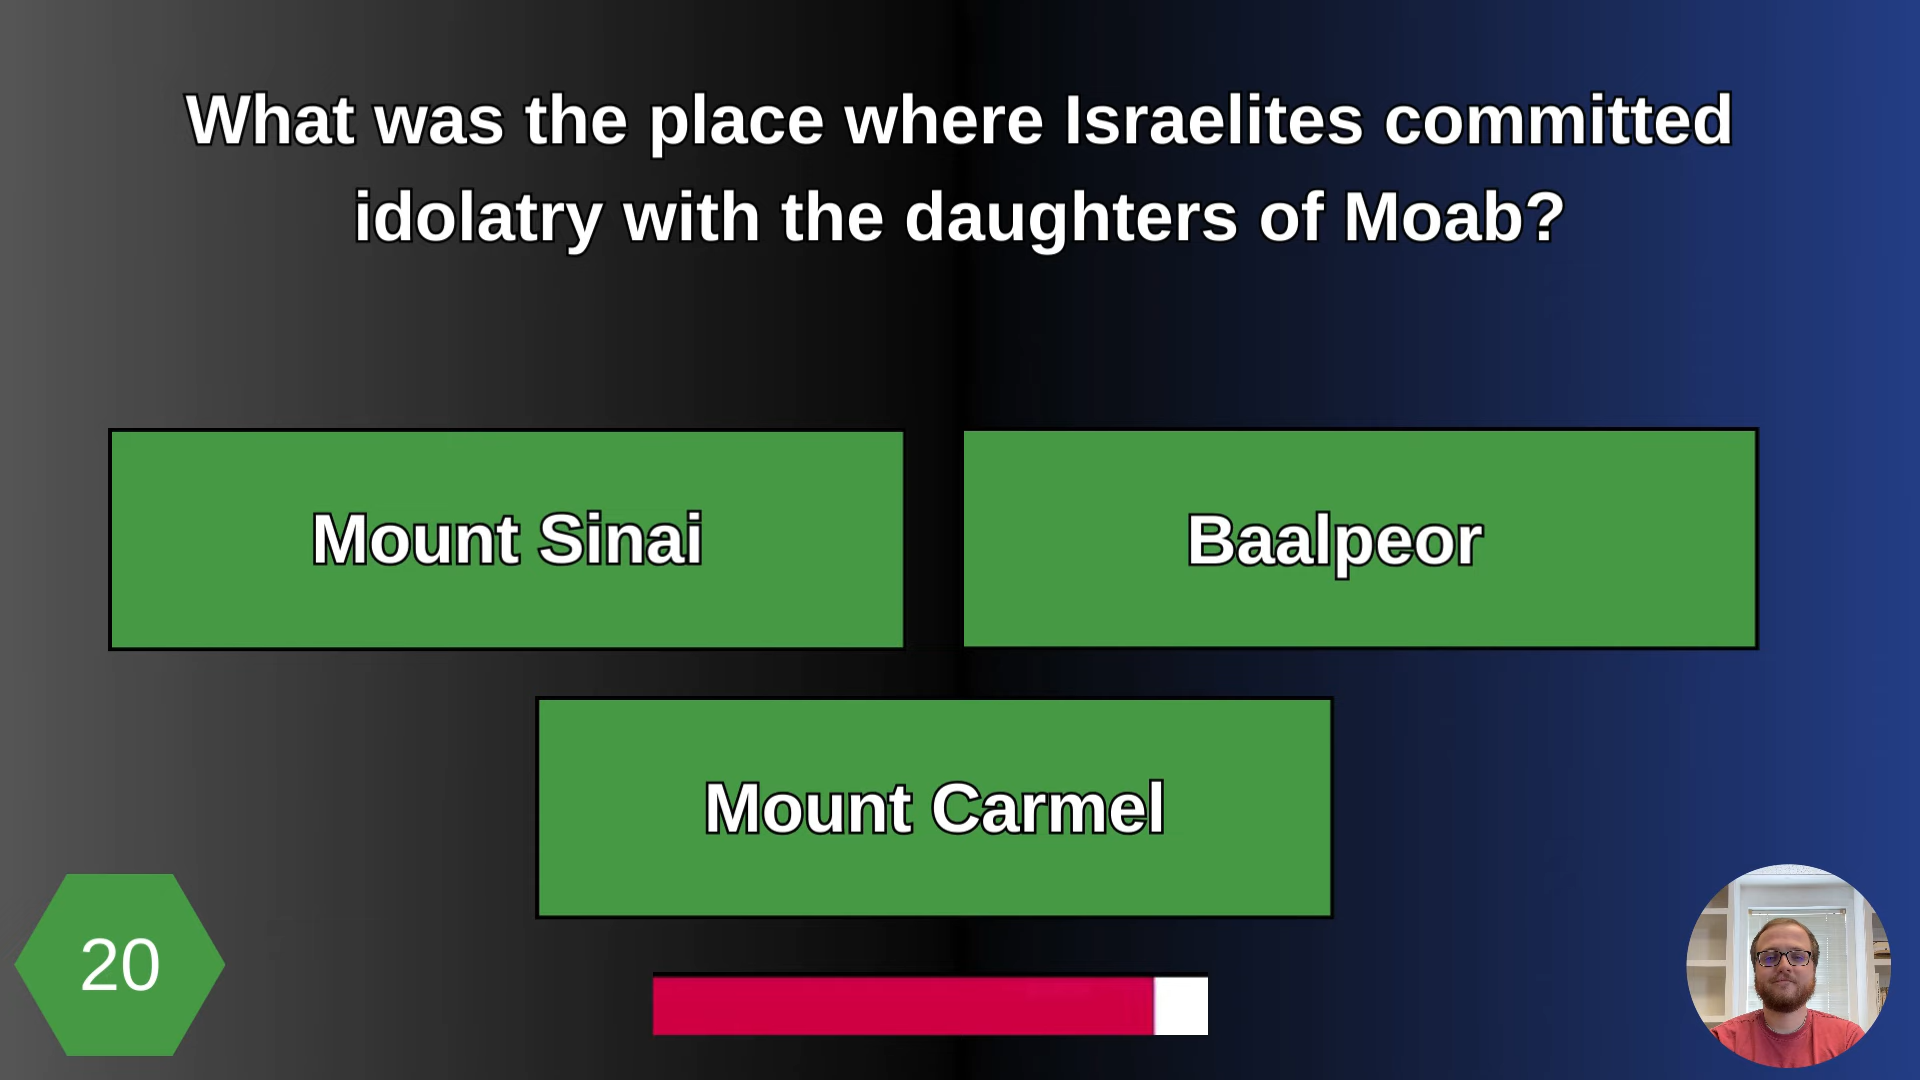 What was the place where Israelites committed
idolatry with the daughters of Moab?
Mount Sinai
Baalpeor
Mount Carmel
20